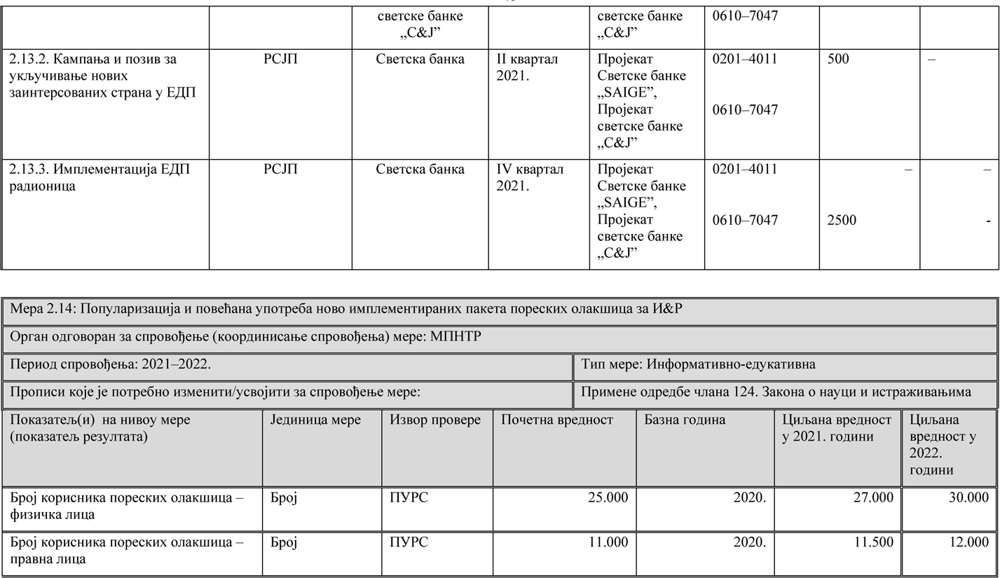 светске банке светске банке 0610–7047
„C&J” „C&J”
2.13.2. Кампања и позив за РСЈП Светска банка II квартал Пројекат 0201–4011 500 –
укључивање нових 2021. Светске банке
заинтерсованих страна у ЕДП „SAIGE”,
Пројекат 0610–7047
светске банке
„C&J”
2.13.3. Имплементација ЕДП РСЈП Светска банка IV квартал Пројекат 0201–4011 – –
радионица 2021. Светске банке
„SAIGE”,
Пројекат 0610–7047 2500 -
светске банке
„C&J”
Мера 2.14: Популаризација и повећана употреба ново имплементираних пакета пореских олакшица за И&Р
Орган одговоран за спровођење (координисање спровођења) мере: МПНТР
Период спровођења: 2021–2022. Тип мере: Информативно-едукативна
Прописи које је потребно изменити/усвојити за спровођење мере: Примене одредбе члана 124. Закона о науци и истраживањима
Показатељ(и) на нивоу мере Јединица мере Извор провере Почетна вредност Базна година Циљана вредност Циљана
(показатељ резултата) у 2021. години вредност у
2022.
години
Број корисника пореских олакшица – Број ПУРС 25.000 2020. 27.000 30.000
физичка лица
Број корисника пореских олакшица – Број ПУРС 11.000 2020. 11.500 12.000
правна лица